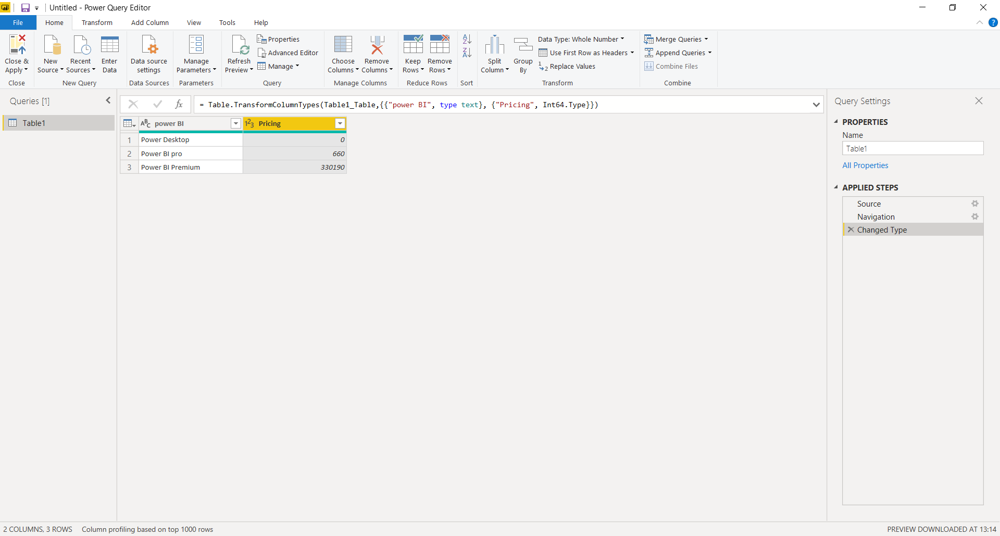 Untitled - Power Query Editor
File Home Transform Add Column View Tools Help
Close & Apply
New Source
Recent Sources
Enter Data
Data source settings
Manage Parameters
Refresh Preview
Properties
Advanced Editor
Manage
Choose Columns
Remove Columns
Keep Rows
Remove Rows
A Z
Z A
Split Column
Group By
Data Type: Whole Number
Use First Row as Headers
1 2 Replace Values
Merge Queries
Append Queries
Combine Files
Close New Query Data Sources Parameters Query Manage Columns Reduce Rows Sort Transform Combine
?
Queries [1]
Table1
fx = Table.TransformColumnTypes(Table1_Table,{{"power BI", type text}, {"Pricing", Int64.Type}})
ABC power BI 123 Pricing
1 Power Desktop 0
2 Power BI pro 660
3 Power BI Premium 330190
Query Settings
PROPERTIES
Name
Table1
All Properties
APPLIED STEPS
Source
Navigation
Changed Type
2 COLUMNS, 3 ROWS Column profiling based on top 1000 rows PREVIEW DOWNLOADED AT 13:14